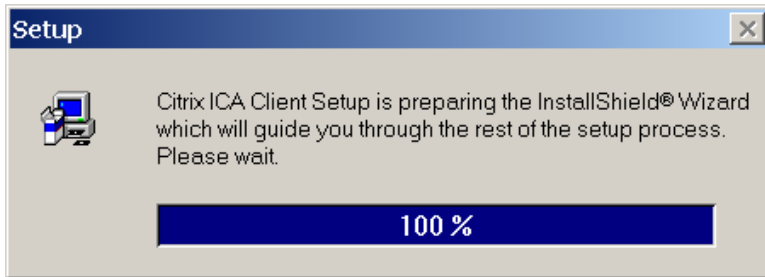 Setup
Citrix ICA Client Setup is preparing the InstallShield® Wizard
which will guide you through the rest of the setup process.
Please wait.
100 %